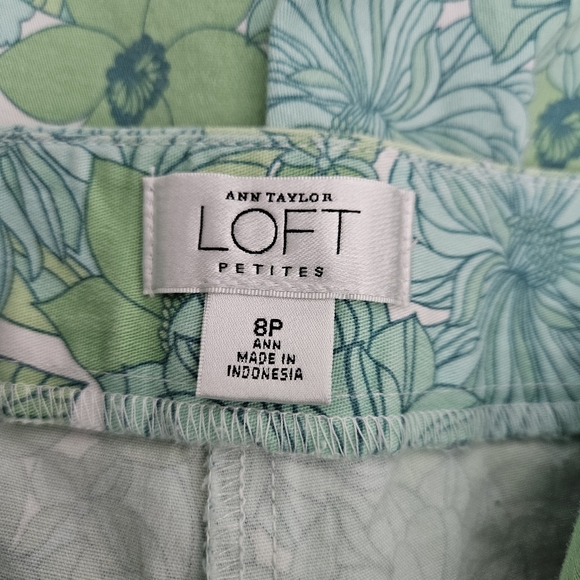 ANN TAYLOR
LOFT
PETITES
8P
ANN
MADE IN
INDONESIA